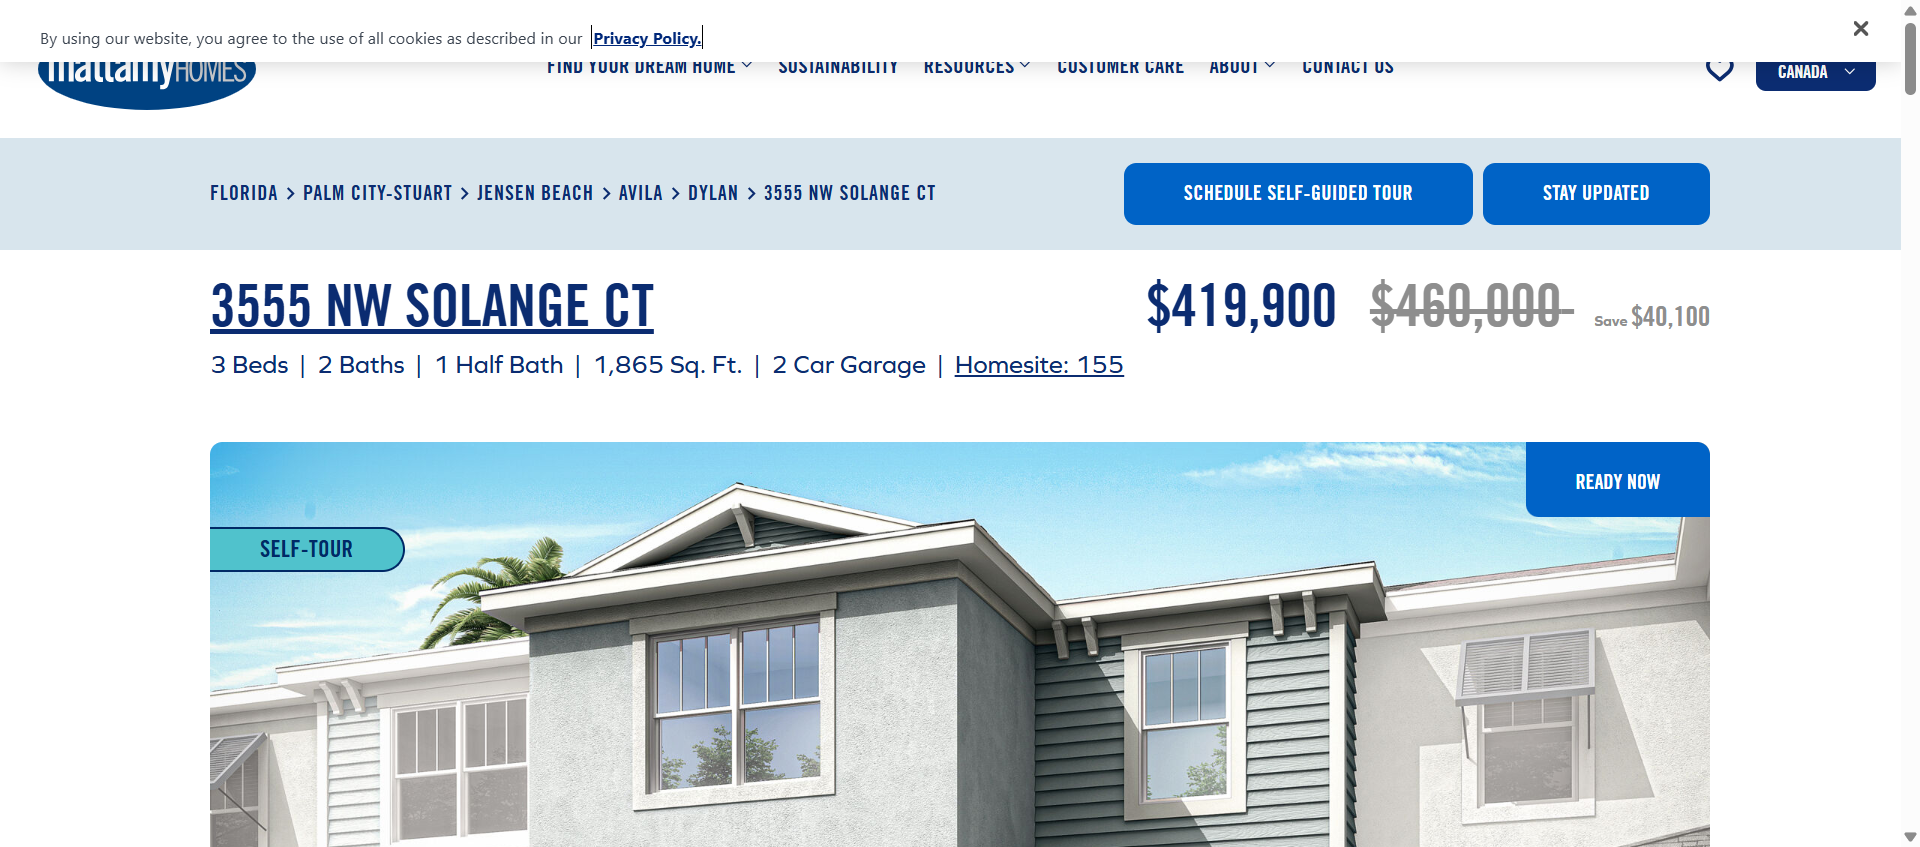 By using our website, you agree to the use of all cookies as described in our Privacy Policy.
mattamyHOMES
FIND YOUR DREAM HOME
SUSTAINABILITY
RESOURCES
CUSTOMER CARE
ABOUT
CONTACT US
CANADA
FLORIDA > PALM CITY-STUART > JENSEN BEACH > AVILA > DYLAN > 3555 NW SOLANGE CT
SCHEDULE SELF-GUIDED TOUR
STAY UPDATED
3555 NW SOLANGE CT
$419,900 $460,000 Save $40,100
3 Beds | 2 Baths | 1 Half Bath | 1,865 Sq. Ft. | 2 Car Garage | Homesite: 155
READY NOW
SELF-TOUR